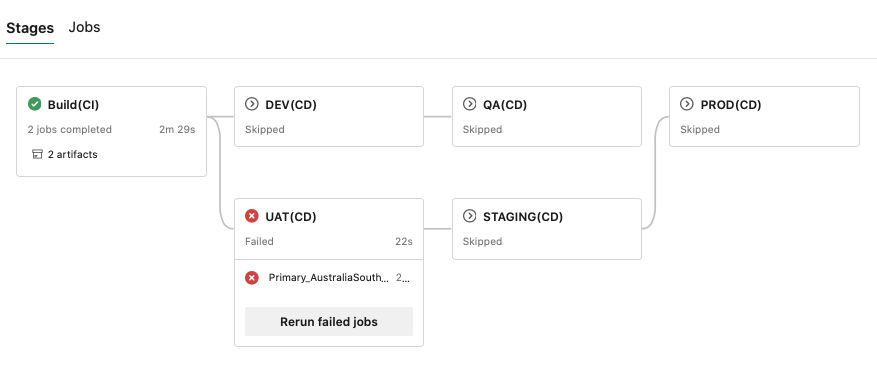 Stages Jobs
Build(CI)
2 jobs completed 2m 29s
2 artifacts
DEV(CD)
Skipped
QA(CD)
Skipped
PROD(CD)
Skipped
UAT(CD)
Failed 22s
Primary_AustraliaSouth... 2...
Rerun failed jobs
STAGING(CD)
Skipped